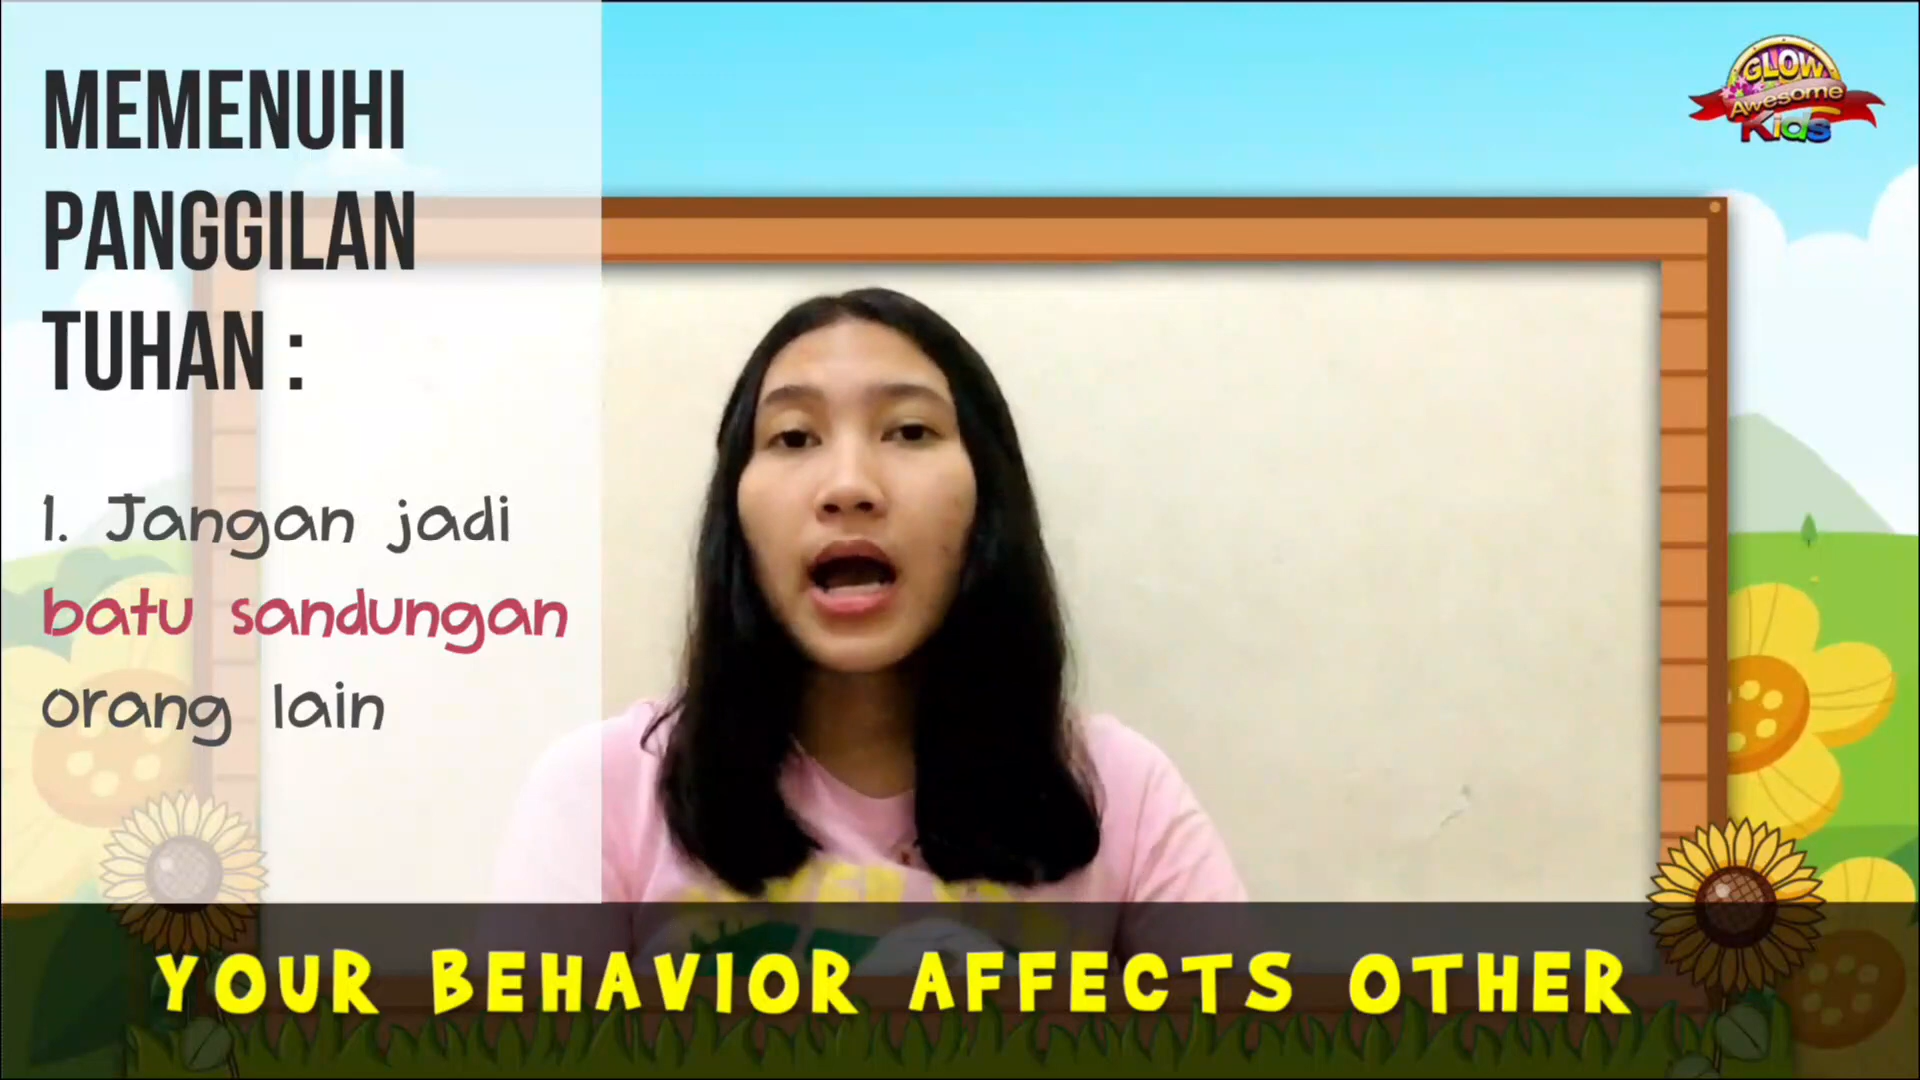 MEMENUHI
PANGGILAN
TUHAN :
1. Jangan jadi
batu sandungan
orang lain
GLOW
Awesome
Kids
YOUR BEHAVIOR AFFECTS OTHER